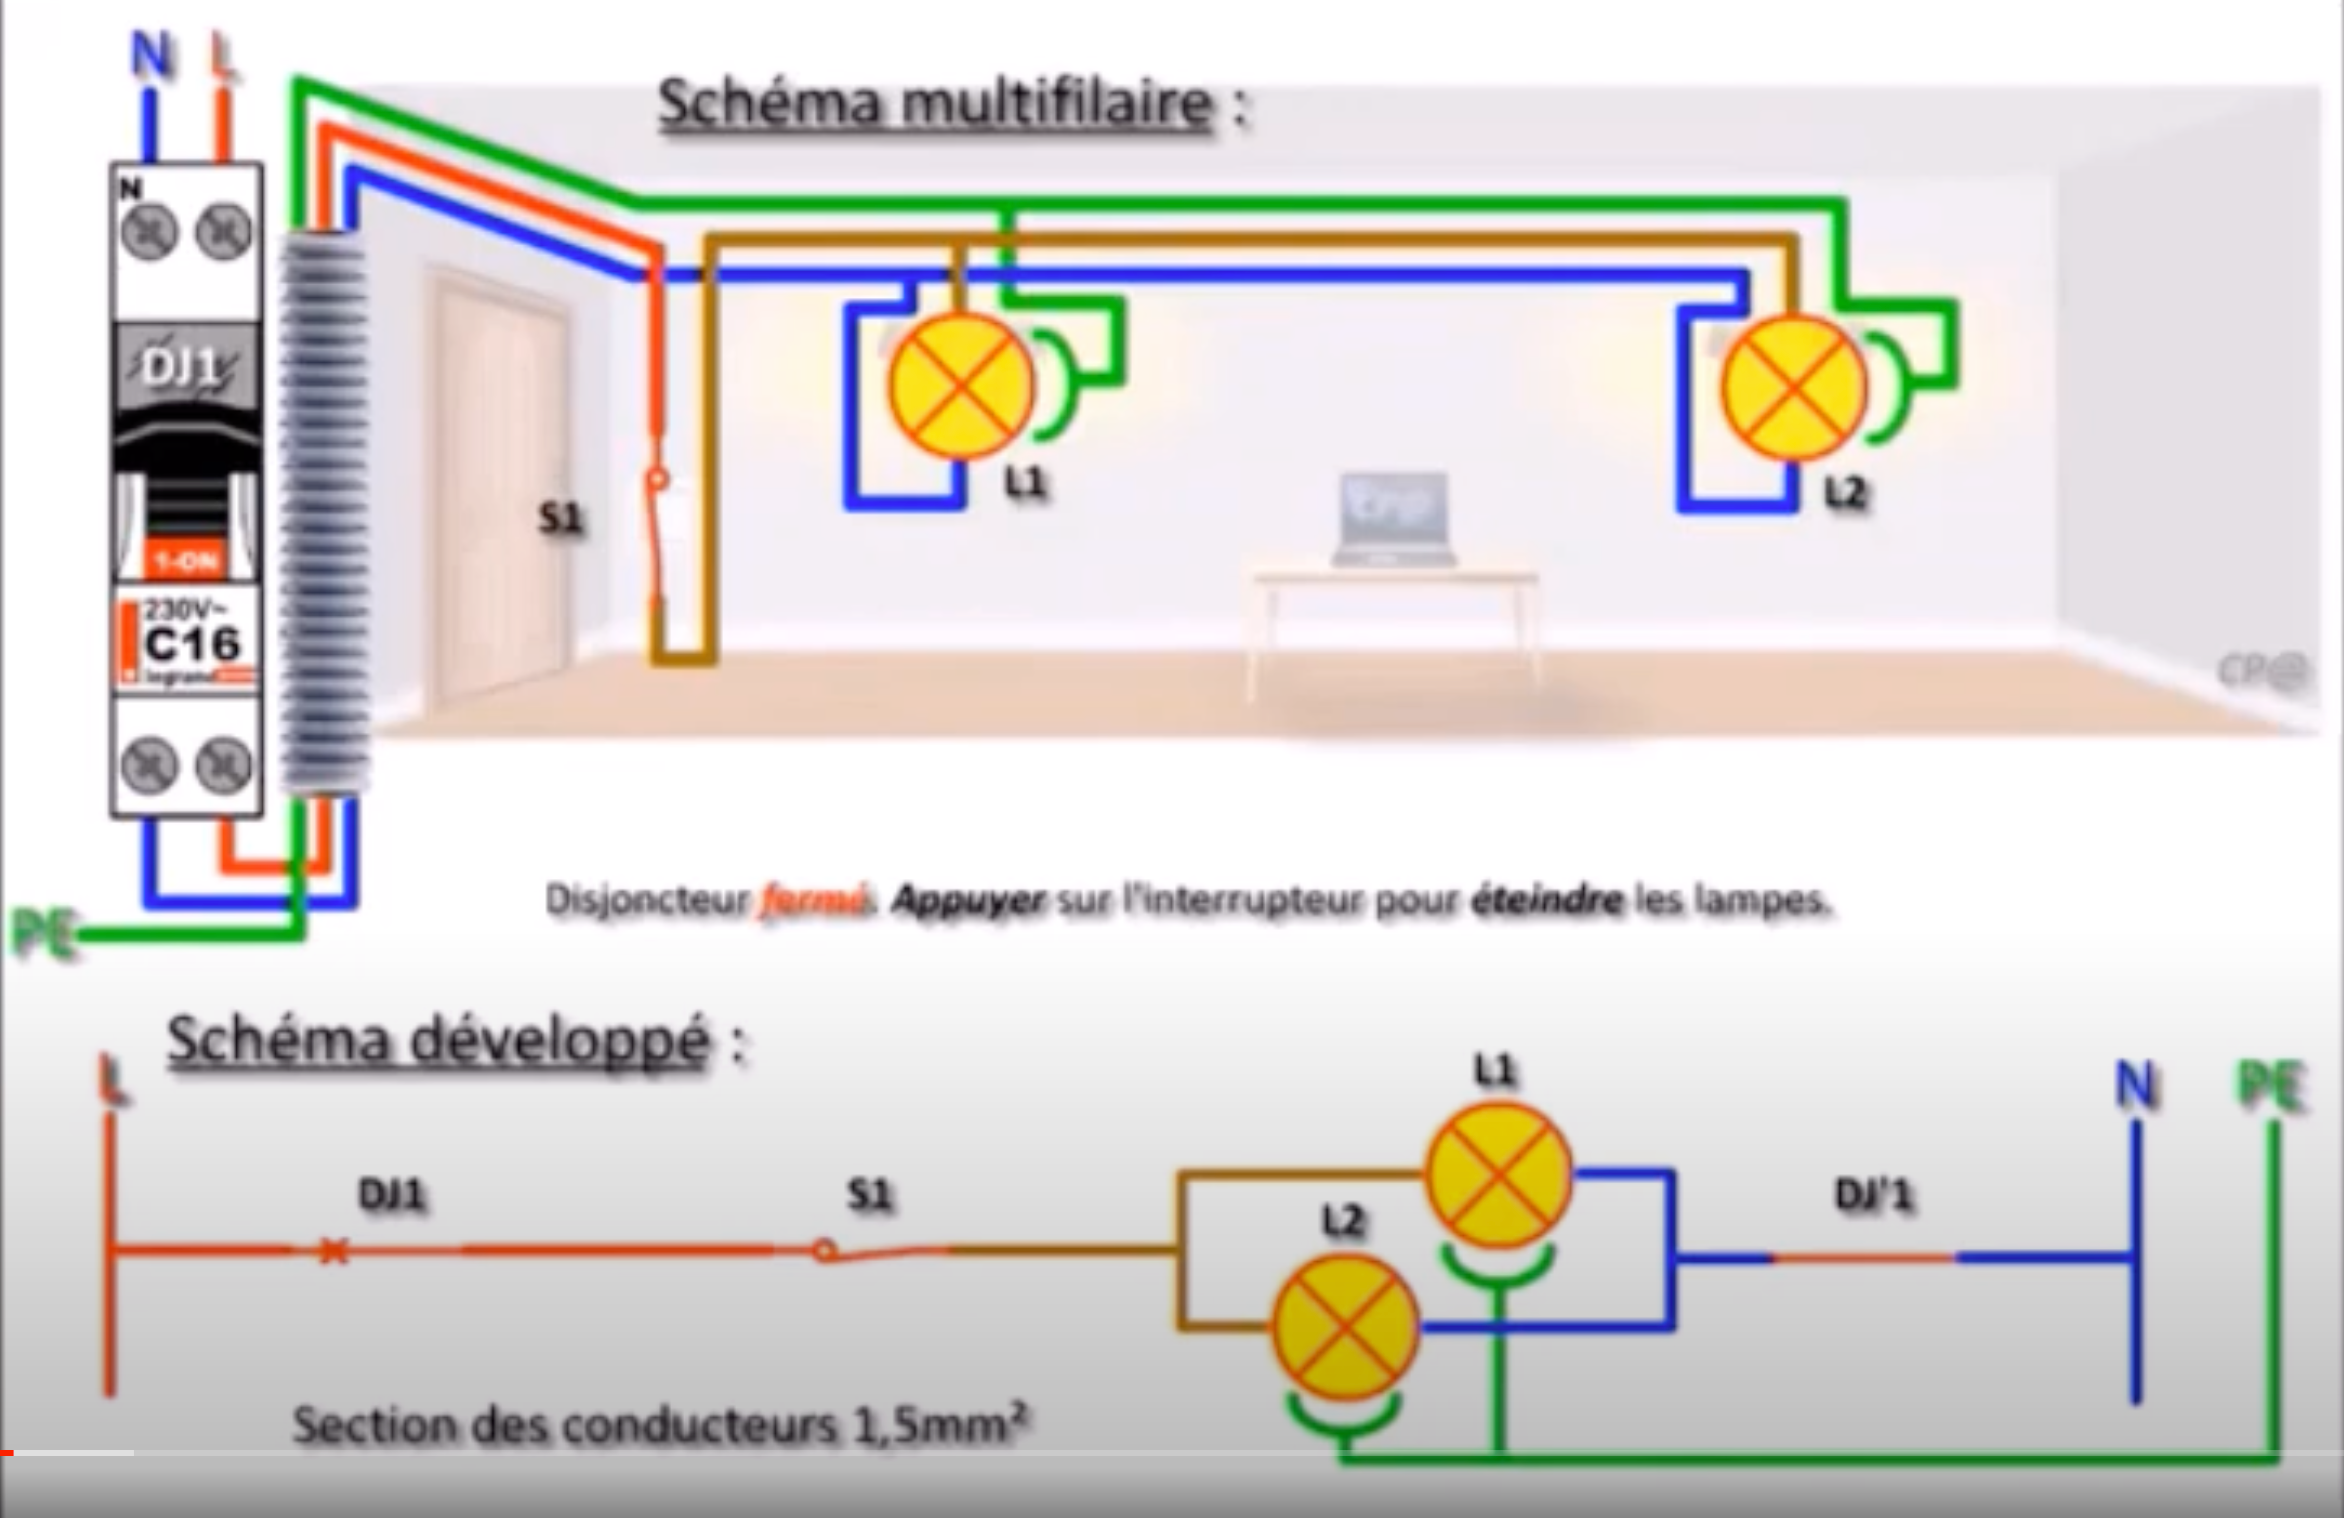 N L
Schéma multifilaire :
N
DJ1
S1
L1
L2
1-ON
230V~
C16
legrand
CP@
Disjoncteur fermé. Appuyer sur l'interrupteur pour éteindre les lampes.
PE
Schéma développé :
L
L1
N
PE
DJ1
S1
L2
DJ'1
Section des conducteurs 1,5mm²